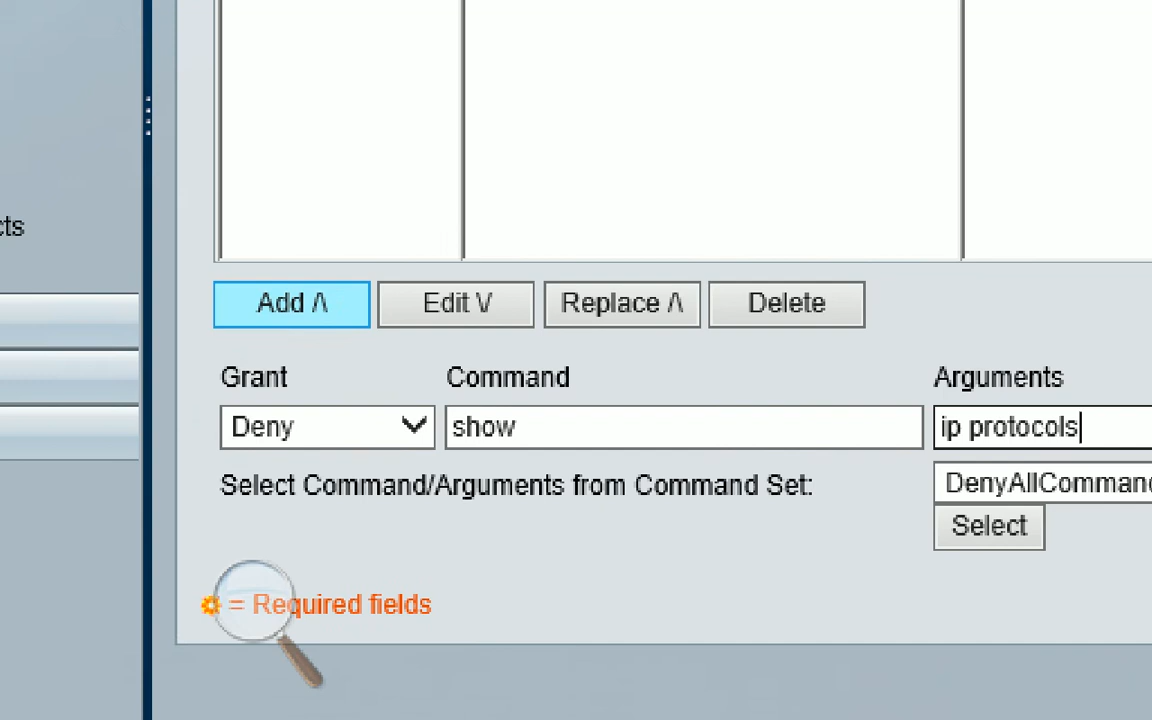 cts
Add /\ Edit \/ Replace /\ Delete
Grant Command Arguments
Deny show ip protocols
Select Command/Arguments from Command Set: DenyAllCommand
Select
= Required fields